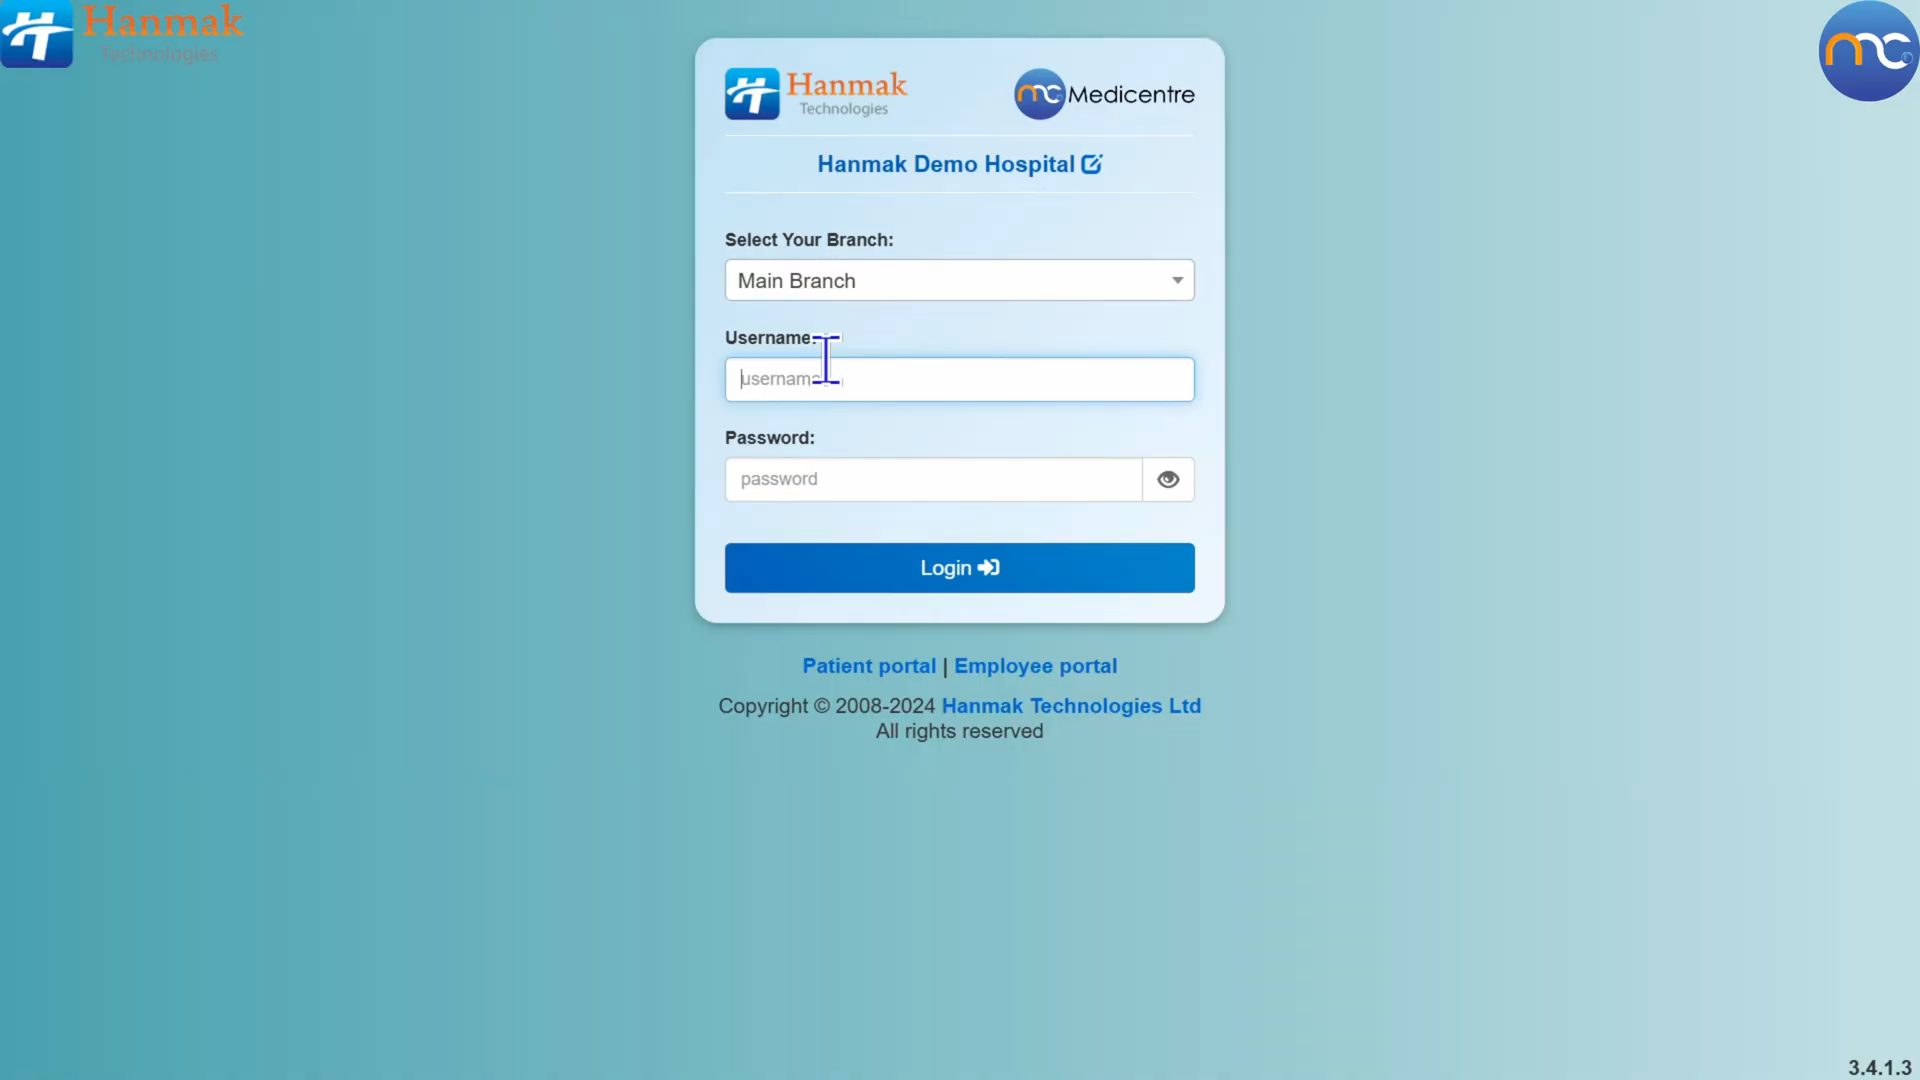 Hanmak
Technologies
Hanmak
Technologies
Medicentre
Hanmak Demo Hospital
Select Your Branch:
Main Branch
Username:
username
Password:
password
Login
Patient portal | Employee portal
Copyright © 2008-2024 Hanmak Technologies Ltd
All rights reserved
3.4.1.3